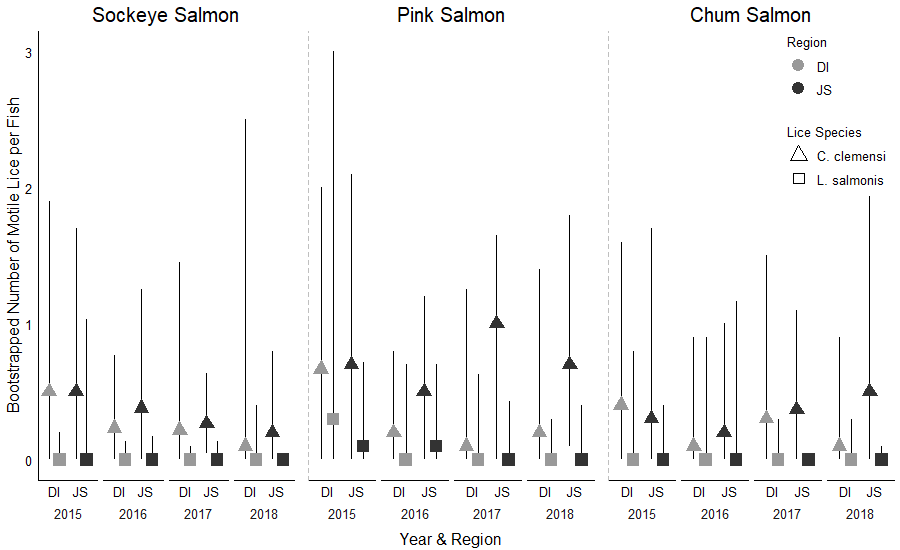 Sockeye Salmon Pink Salmon Chum Salmon
Region
DI
JS
Lice Species
C. clemensi
L. salmonis
Bootstrapped Number of Motile Lice per Fish
3
2
1
0
DI JS DI JS DI JS DI JS DI JS DI JS DI JS DI JS DI JS DI JS DI JS DI JS
2015 2016 2017 2018 2015 2016 2017 2018 2015 2016 2017 2018
Year & Region